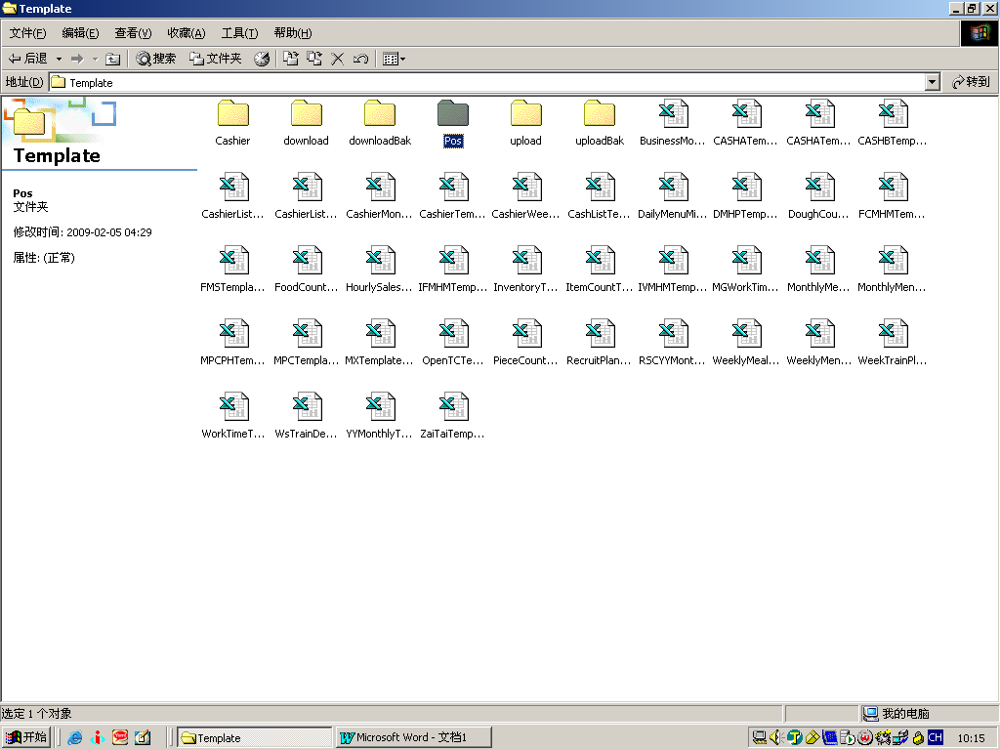 Template
文件(F) 编辑(E) 查看(V) 收藏(A) 工具(T) 帮助(H)
后退 搜索 文件夹
地址(D) Template 转到
Template
Pos
文件夹
修改时间: 2009-02-05 04:29
属性: (正常)
Cashier download downloadBak Pos upload uploadBak BusinessMo... CASHATem... CASHATem... CASHBTemp...
CashierList... CashierList... CashierMon... CashierTem... CashierWee... CashListTe... DailyMenuMi... DMHPTemp... DoughCou... FCMHMTem...
FMSTempla... FoodCount... HourlySales... IFMHMTemp... InventoryT... ItemCountT... IVMHMTemp... MGWorkTim... MonthlyMe... MonthlyMen...
MPCPHTem... MPCTempla... MXTemplate... OpenTCTe... PieceCount... RecruitPlan... RSCYYMont... WeeklyMeal... WeeklyMen... WeekTrainPl...
WorkTimeT... WsTrainDe... YYMonthlyT... ZaiTaiTemp...
选定 1 个对象 我的电脑
开始 Template Microsoft Word - 文档1 CH 10:15